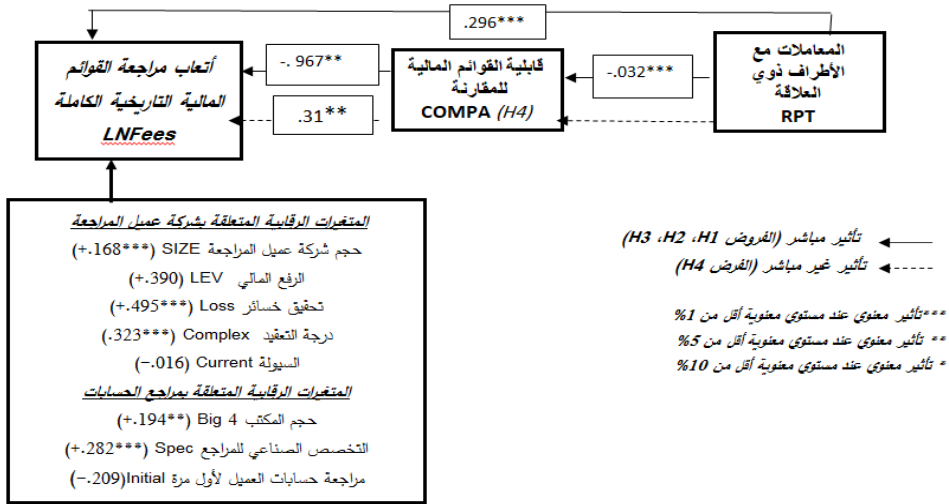 .296***
المعاملات مع
الأطراف ذوي
العلاقة
RPT
-.032***
قابلية القوائم المالية
للمقارنة
COMPA (H4)
-. 967**
.31**
أتعاب مراجعة القوائم
المالية التاريخية الكاملة
LNFees
المتغيرات الرقابية المتعلقة بشركة عميل المراجعة
حجم شركة عميل المراجعة SIZE (+.168***)
الرفع المالي LEV (+.390)
تحقيق خسائر Loss (+.495***)
درجة التعقيد Complex (.323***)
السيولة Current (−.016)
المتغيرات الرقابية المتعلقة بمراجع الحسابات
حجم المكتب Big 4 (+.194**)
التخصص الصناعي للمراجع Spec (+.282***)
مراجعة حسابات العميل لأول مرة Initial(−.209)
تأثير مباشر (الفروض H1، H2، H3)
تأثير غير مباشر (الفرض H4)
***تأثير معنوي عند مستوي معنوية أقل من 1%
** تأثير معنوي عند مستوي معنوية أقل من 5%
* تأثير معنوي عند مستوي معنوية أقل من 10%